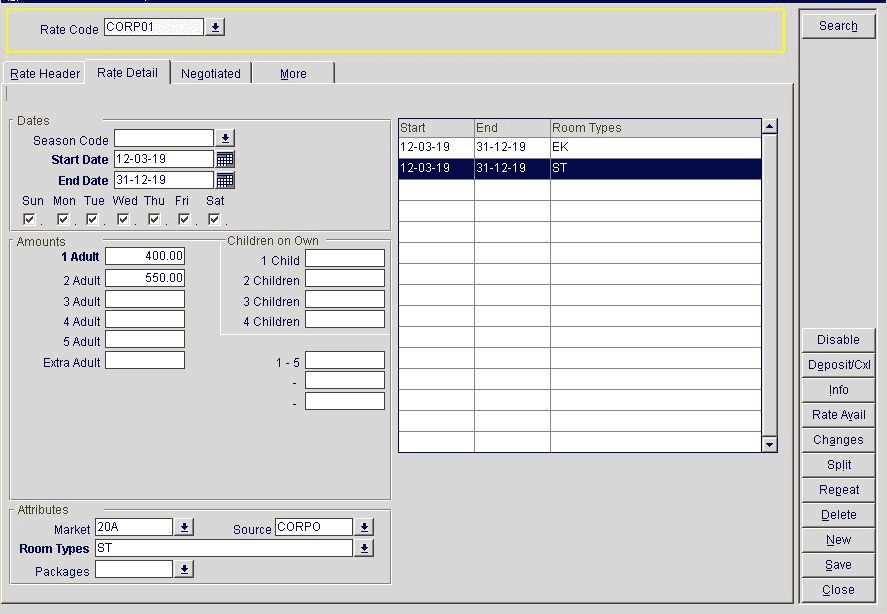 Rate Code CORP01
Search
Rate Header Rate Detail Negotiated More
Dates
Season Code
Start Date 12-03-19
End Date 31-12-19
Sun Mon Tue Wed Thu Fri Sat
Start End Room Types
12-03-19 31-12-19 EK
12-03-19 31-12-19 ST
Amounts
1 Adult 400.00
2 Adult 550.00
3 Adult
4 Adult
5 Adult
Extra Adult
Children on Own
1 Child
2 Children
3 Children
4 Children
1 - 5
-
-
Attributes
Market 20A Source CORPO
Room Types ST
Packages
Disable
Deposit/Cxl
Info
Rate Avail
Changes
Split
Repeat
Delete
New
Save
Close